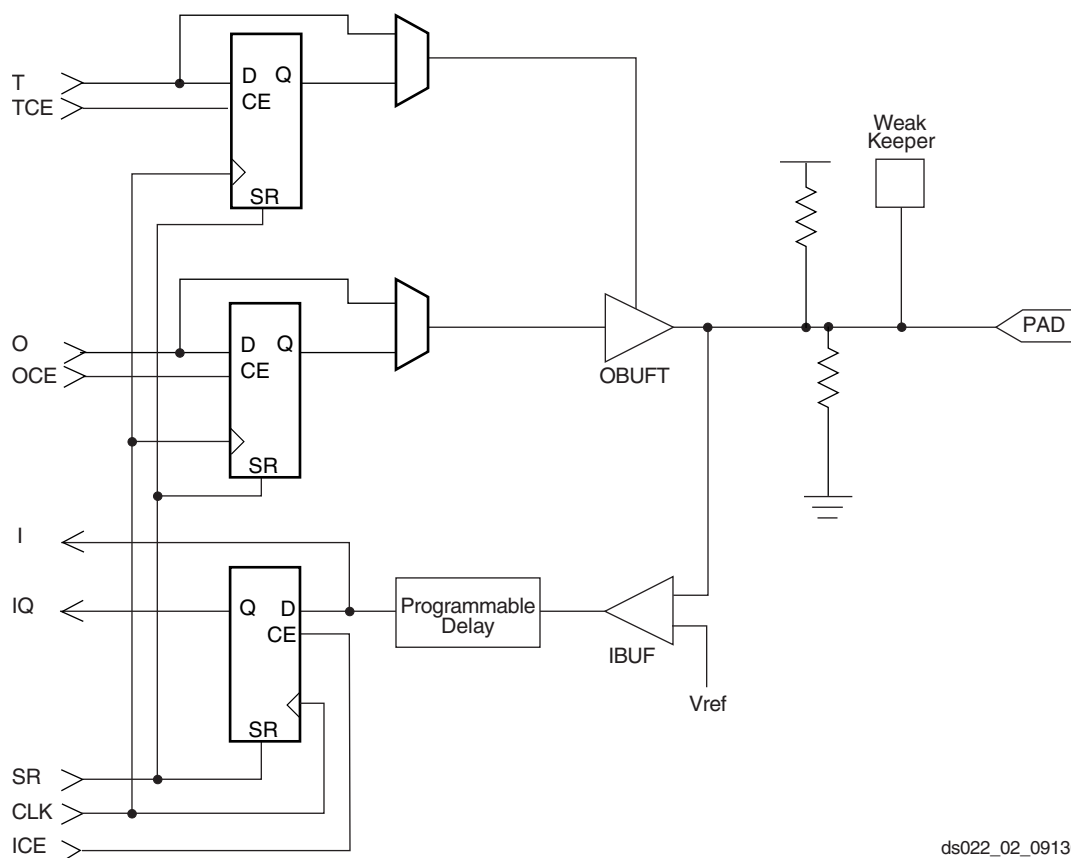 T
TCE
D Q
CE
SR
Weak
Keeper
O
OCE
D Q
CE
SR
OBUFT
PAD
I
IQ
Q D
CE
SR
Programmable
Delay
IBUF
Vref
SR
CLK
ICE
ds022_02_0913